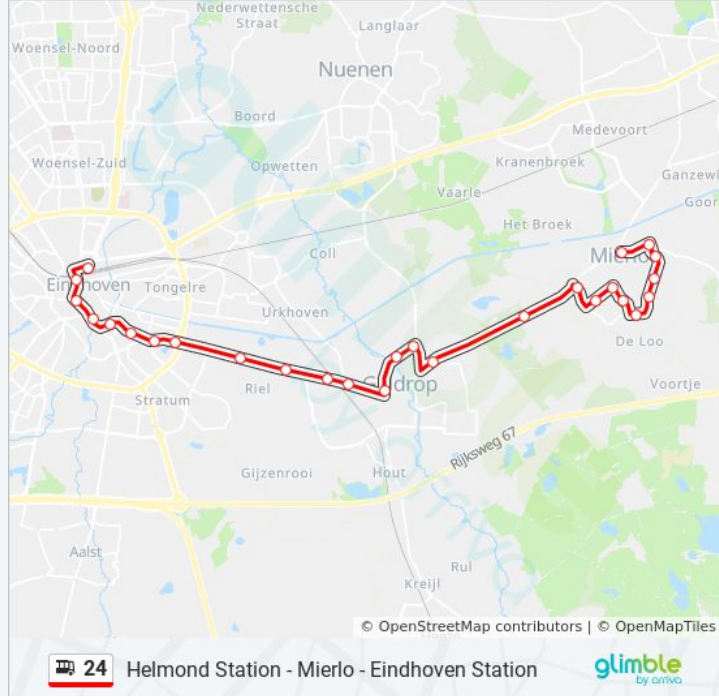 Nederwettensche
Straat
Langlaar
Woensel-Noord
Nuenen
Boord
Medevoort
Woensel-Zuid
Opwetten
Kranenbroek
Vaarle
Goor
Het Broek
Coll
Mierlo
Eindhoven
Tongelre
Urkhoven
De Loo
Riel
Geldrop
Voortje
Stratum
Rijksweg 67
Gijzenrooi
Hout
Aalst
Rul
Kreijl
© OpenStreetMap contributors | © OpenMapTiles
24 Helmond Station - Mierlo - Eindhoven Station
glimble
by arriva